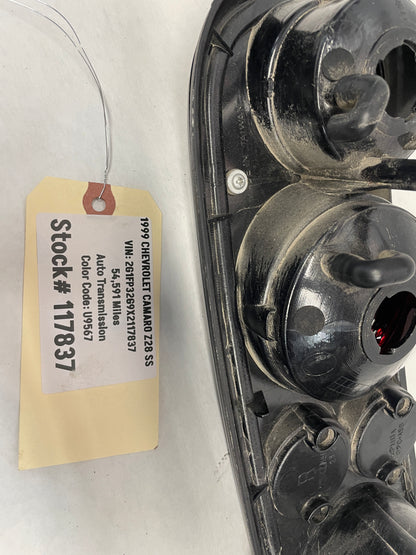 1999 CHEVROLET CAMARO Z28 SS
VIN: 2G1FP32G9X2117837
54,591 Miles
Auto Transmission
Color Code: U9567
Stock# 117837